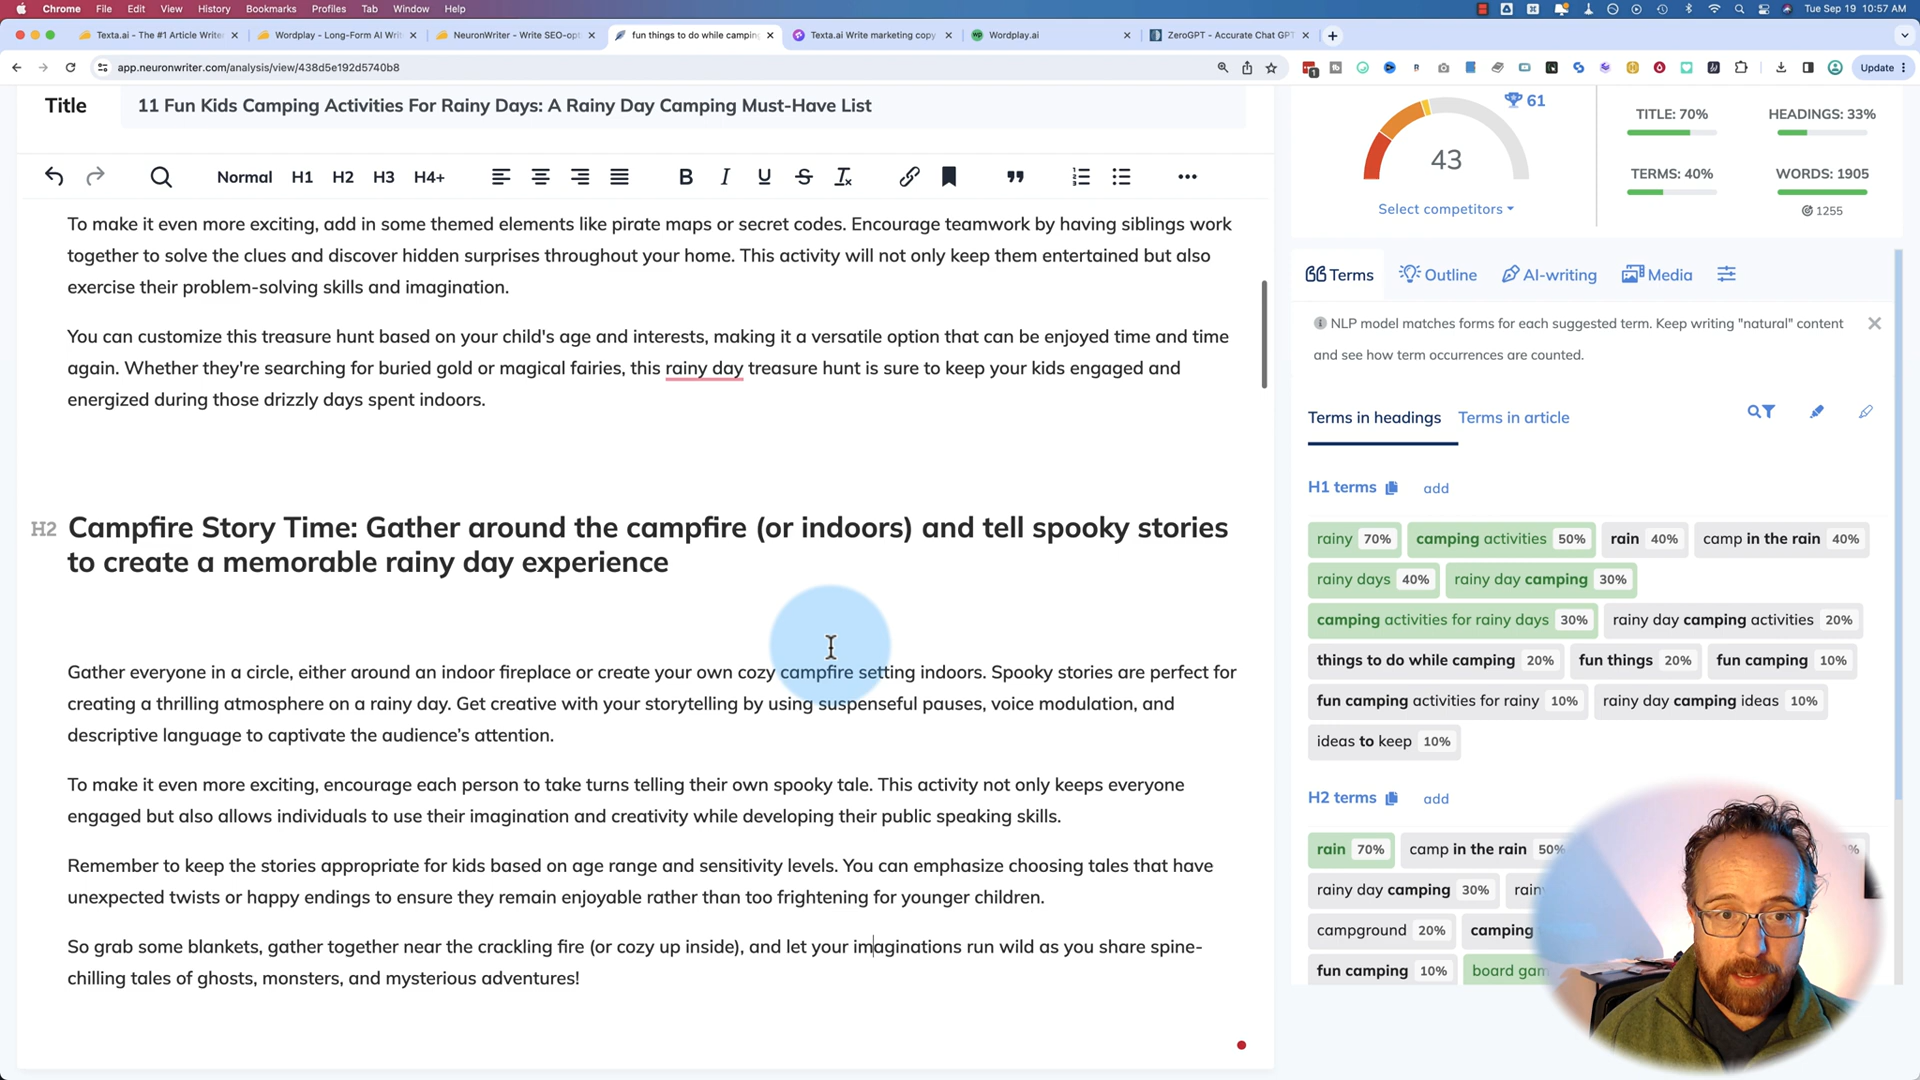 Chrome File Edit View History Bookmarks Profiles Tab Window Help
Tue Sep 19 10:57 AM
Texta.ai - The #1 Article Writer
Wordplay - Long-Form AI Writ
NeuronWriter - Write SEO-opt
fun things to do while camping
Texta.ai Write marketing copy
Wordplay.ai
ZeroGPT - Accurate Chat GPT
app.neuronwriter.com/analysis/view/438d5e192d5740b8
1
Update
Title
11 Fun Kids Camping Activities For Rainy Days: A Rainy Day Camping Must-Have List
Normal H1 H2 H3 H4+
B I U S
To make it even more exciting, add in some themed elements like pirate maps or secret codes. Encourage teamwork by having siblings work
together to solve the clues and discover hidden surprises throughout your home. This activity will not only keep them entertained but also
exercise their problem-solving skills and imagination.
You can customize this treasure hunt based on your child's age and interests, making it a versatile option that can be enjoyed time and time
again. Whether they're searching for buried gold or magical fairies, this rainy day treasure hunt is sure to keep your kids engaged and
energized during those drizzly days spent indoors.
H2 Campfire Story Time: Gather around the campfire (or indoors) and tell spooky stories
to create a memorable rainy day experience
Gather everyone in a circle, either around an indoor fireplace or create your own cozy campfire setting indoors. Spooky stories are perfect for
creating a thrilling atmosphere on a rainy day. Get creative with your storytelling by using suspenseful pauses, voice modulation, and
descriptive language to captivate the audience's attention.
To make it even more exciting, encourage each person to take turns telling their own spooky tale. This activity not only keeps everyone
engaged but also allows individuals to use their imagination and creativity while developing their public speaking skills.
Remember to keep the stories appropriate for kids based on age range and sensitivity levels. You can emphasize choosing tales that have
unexpected twists or happy endings to ensure they remain enjoyable rather than too frightening for younger children.
So grab some blankets, gather together near the crackling fire (or cozy up inside), and let your imaginations run wild as you share spine-
chilling tales of ghosts, monsters, and mysterious adventures!
61
43
Select competitors
TITLE: 70%
HEADINGS: 33%
TERMS: 40%
WORDS: 1905
1255
Terms Outline AI-writing Media
NLP model matches forms for each suggested term. Keep writing "natural" content
and see how term occurrences are counted.
Terms in headings Terms in article
H1 terms add
rainy 70% camping activities 50% rain 40% camp in the rain 40%
rainy days 40% rainy day camping 30%
camping activities for rainy days 30% rainy day camping activities 20%
things to do while camping 20% fun things 20% fun camping 10%
fun camping activities for rainy 10% rainy day camping ideas 10%
ideas to keep 10%
H2 terms add
rain 70% camp in the rain 50%
rainy day camping 30%
campground 20% camping
fun camping 10% board gam